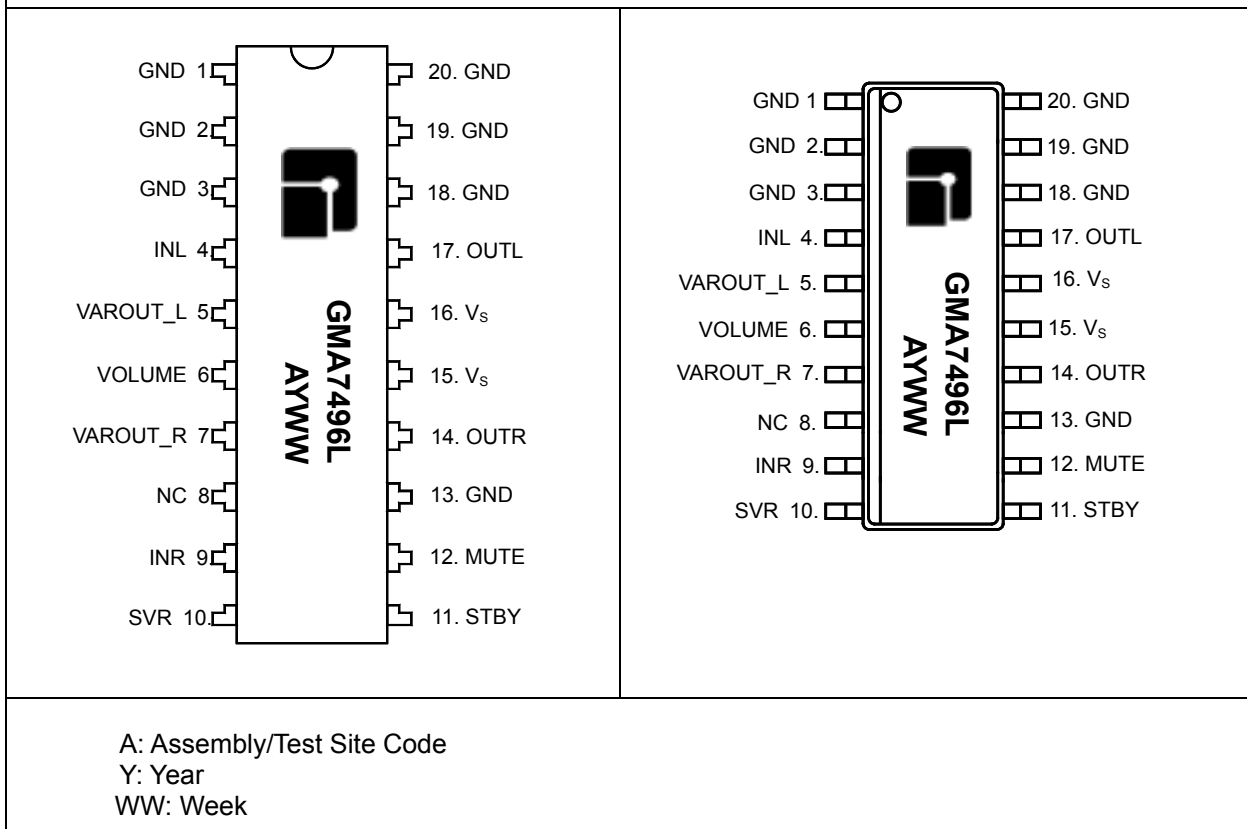 GND 1.
20. GND
GND 2.
19. GND
GND 3.
18. GND
INL 4.
17. OUTL
VAROUT_L 5.
16. VS
VOLUME 6.
15. VS
VAROUT_R 7.
14. OUTR
NC 8.
13. GND
INR 9.
12. MUTE
SVR 10.
11. STBY
GMA7496L
AYWW
GND 1
20. GND
GND 2.
19. GND
GND 3.
18. GND
INL 4.
17. OUTL
VAROUT_L 5.
16. VS
VOLUME 6.
15. VS
VAROUT_R 7.
14. OUTR
NC 8.
13. GND
INR 9.
12. MUTE
SVR 10.
11. STBY
GMA7496L
AYWW
A: Assembly/Test Site Code
Y: Year
WW: Week